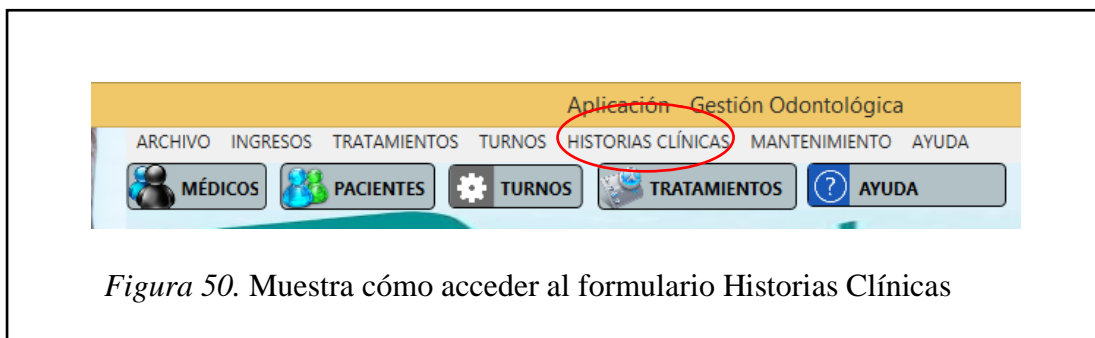 Aplicación - Gestión Odontológica
ARCHIVO INGRESOS TRATAMIENTOS TURNOS HISTORIAS CLÍNICAS MANTENIMIENTO AYUDA
MÉDICOS PACIENTES TURNOS TRATAMIENTOS ? AYUDA
Figura 50. Muestra cómo acceder al formulario Historias Clínicas